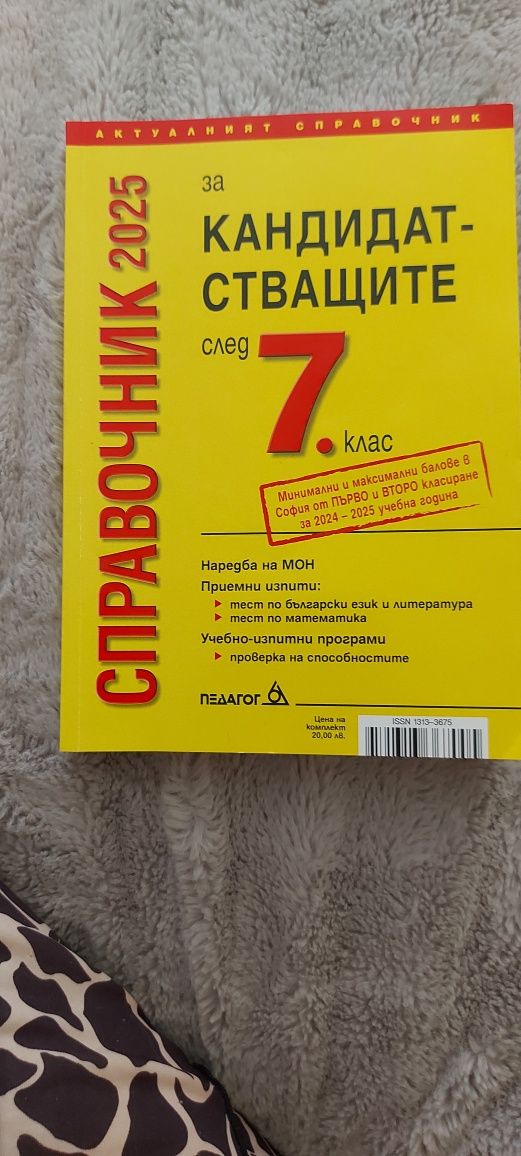 АКТУАЛНИЯТ СПРАВОЧНИК
СПРАВОЧНИК 2025
за
КАНДИДАТ-
СТВАЩИТЕ
след 7. клас
Минимални и максимални балове в
София от ПЪРВО и ВТОРО класиране
за 2024 – 2025 учебна година
Наредба на МОН
Приемни изпити:
тест по български език и литература
тест по математика
Учебно-изпитни програми
проверка на способностите
ПЕДАГОГ 6
Цена на
комплект
20,00 лв.
ISSN 1313–3675